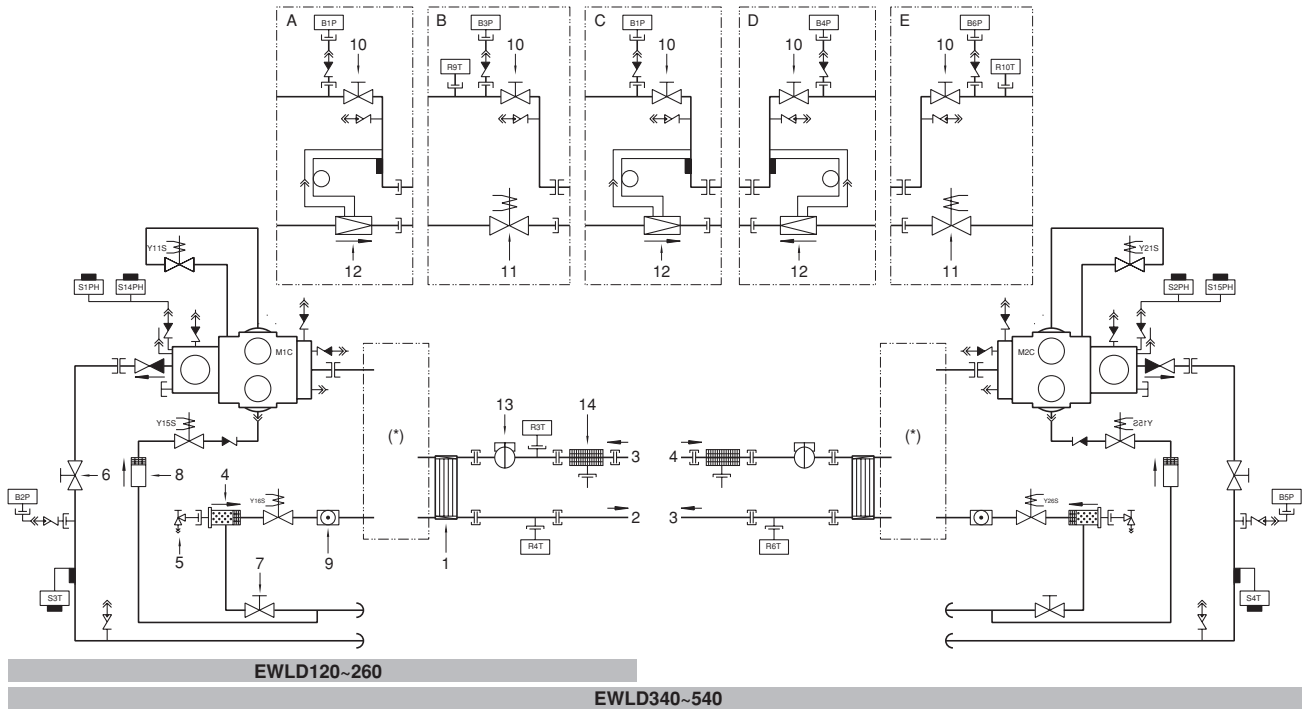 A
B1P
10
12
B
B3P
R9T
10
11
C
B1P
10
12
D
B4P
10
12
E
B6P
R10T
10
11
Y11S
S1PH
S14PH
M1C
Y15S
6
8
B2P
S3T
4
5
Y16S
7
9
(*)
13
R3T
14
3
1
R4T
2
4
3
R6T
(*)
Y21S
S2PH
S15PH
M2C
Y15S
Y26S
B5P
S4T
EWLD120~260
EWLD340~540